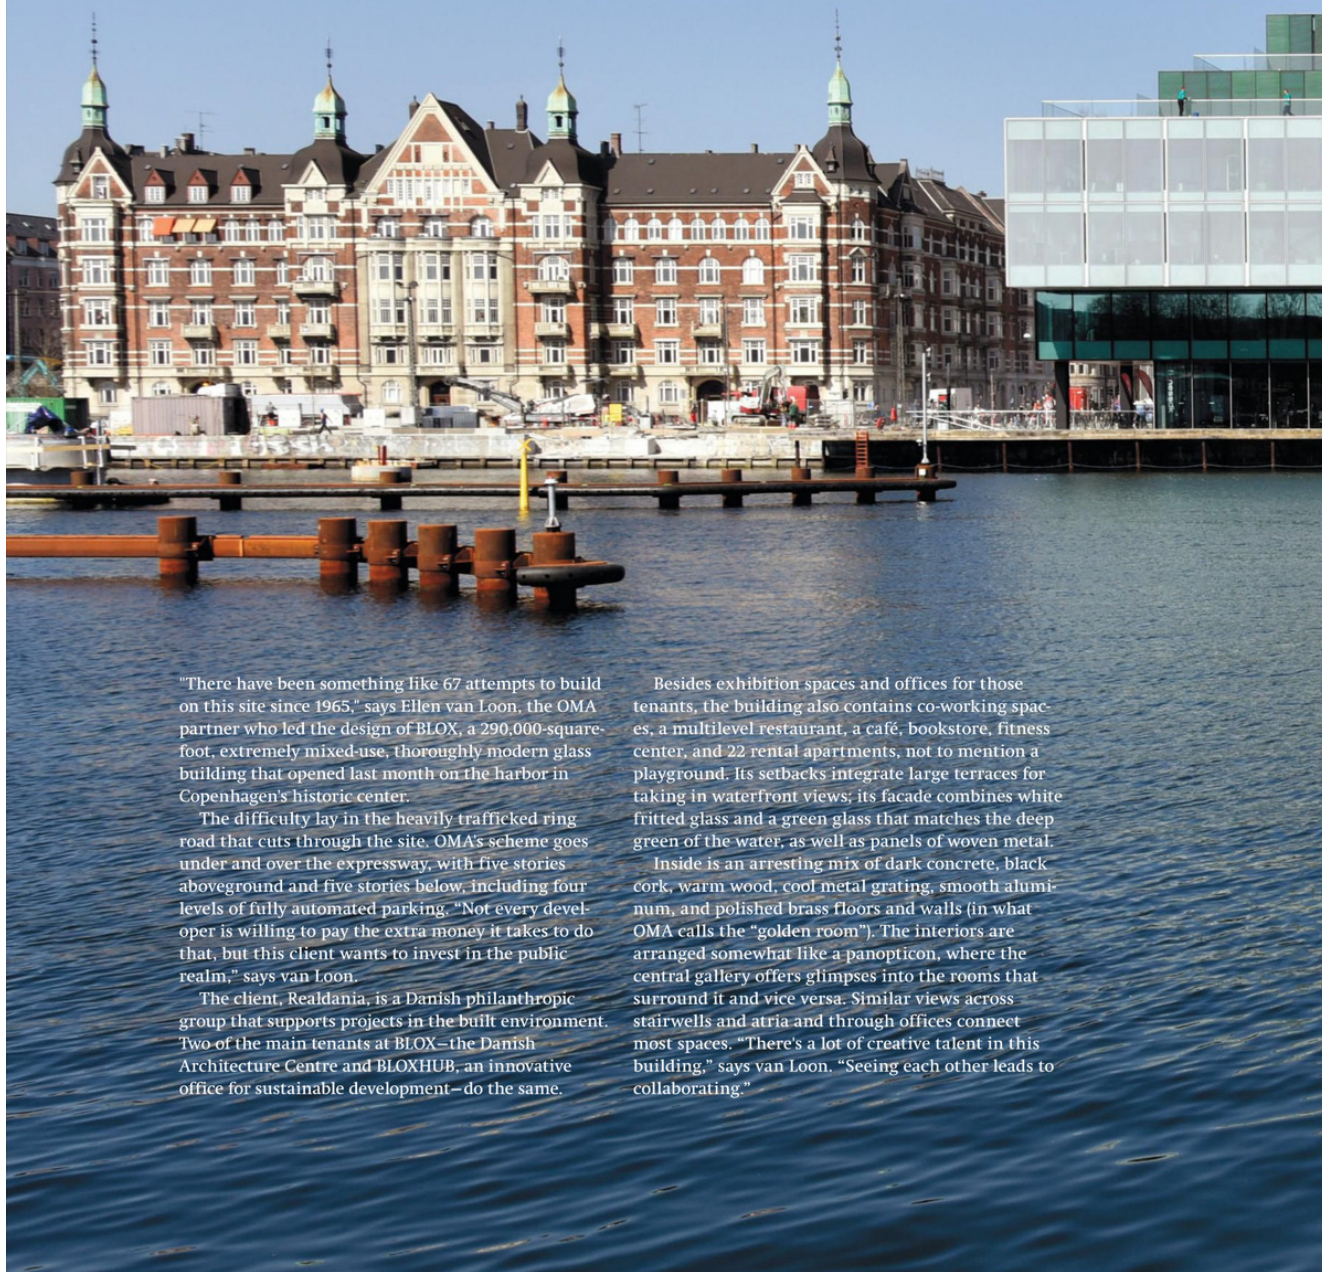 "There have been something like 67 attempts to build
on this site since 1965," says Ellen van Loon, the OMA
partner who led the design of BLOX, a 290,000-square-
foot, extremely mixed-use, thoroughly modern glass
building that opened last month on the harbor in
Copenhagen's historic center.
The difficulty lay in the heavily trafficked ring
road that cuts through the site. OMA's scheme goes
under and over the expressway, with five stories
aboveground and five stories below, including four
levels of fully automated parking. “Not every devel-
oper is willing to pay the extra money it takes to do
that, but this client wants to invest in the public
realm,” says van Loon.
The client, Realdania, is a Danish philanthropic
group that supports projects in the built environment.
Two of the main tenants at BLOX—the Danish
Architecture Centre and BLOXHUB, an innovative
office for sustainable development—do the same.
Besides exhibition spaces and offices for those
tenants, the building also contains co-working spac-
es, a multilevel restaurant, a café, bookstore, fitness
center, and 22 rental apartments, not to mention a
playground. Its setbacks integrate large terraces for
taking in waterfront views; its facade combines white
fritted glass and a green glass that matches the deep
green of the water, as well as panels of woven metal.
Inside is an arresting mix of dark concrete, black
cork, warm wood, cool metal grating, smooth alumi-
num, and polished brass floors and walls (in what
OMA calls the “golden room”). The interiors are
arranged somewhat like a panopticon, where the
central gallery offers glimpses into the rooms that
surround it and vice versa. Similar views across
stairwells and atria and through offices connect
most spaces. “There's a lot of creative talent in this
building,” says van Loon. “Seeing each other leads to
collaborating.”